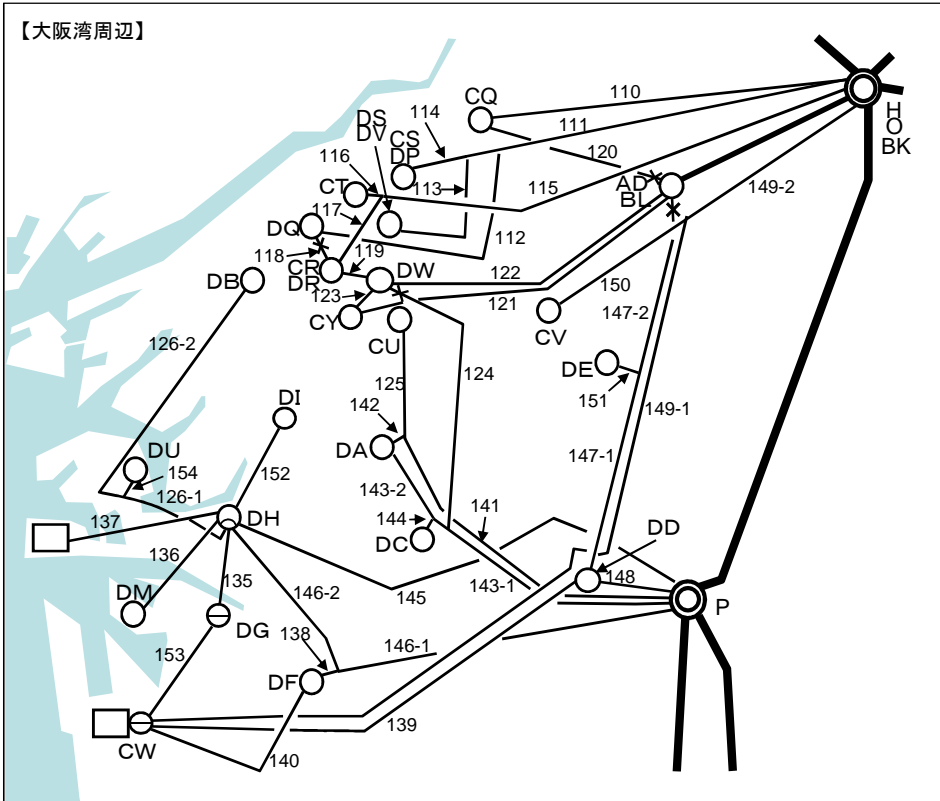 【大阪湾周辺】
CQ
110
H
O
BK
DS
DV
114
CS
DP
111
120
116
CT
113
115
AD
BL
149-2
117
DQ
112
118
119
CR
DR
DW
122
DB
123
121
150
CY
CV
147-2
CU
126-2
124
DE
125
151
149-1
DI
142
DU
DA
147-1
154
152
143-2
126-1
141
137
DH
144
DD
DC
136
135
146-2
145
143-1
148
DM
P
DG
138
146-1
153
DF
139
CW
140